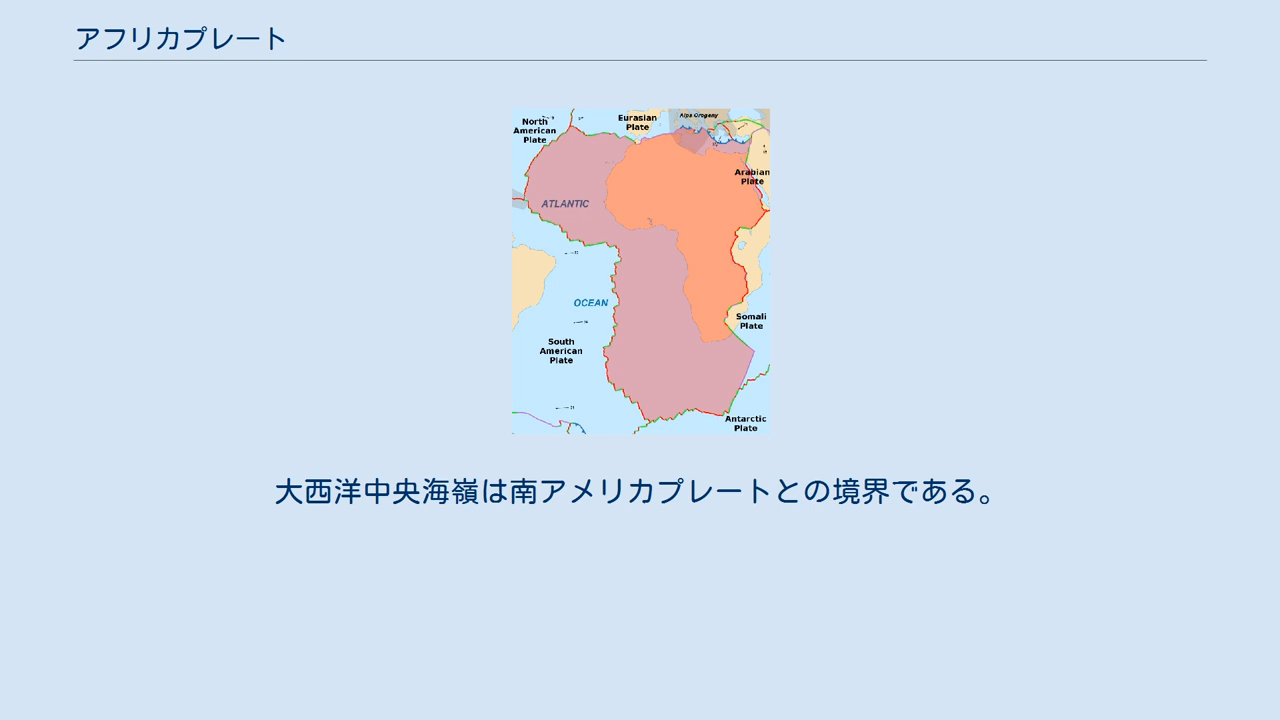 アフリカプレート
North
American
Plate
Eurasian
Plate
Alps Orogeny
Arabian
Plate
ATLANTIC
OCEAN
Somali
Plate
South
American
Plate
Antarctic
Plate
大西洋中央海嶺は南アメリカプレートとの境界である。